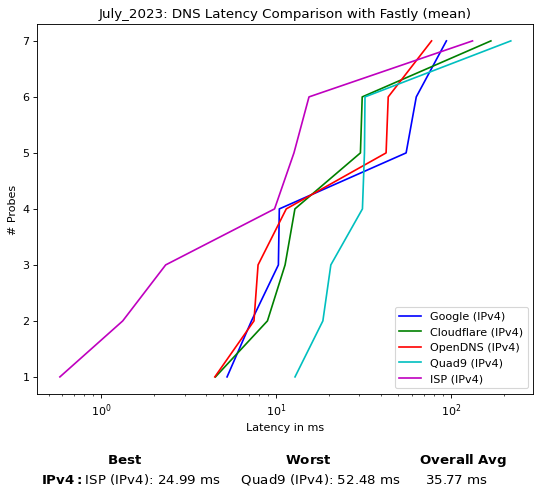 July_2023: DNS Latency Comparison with Fastly (mean)
7
6
5
4
3
2
1
# Probes
10⁰
10¹
10²
Latency in ms
Google (IPv4)
Cloudflare (IPv4)
OpenDNS (IPv4)
Quad9 (IPv4)
ISP (IPv4)
Best Worst Overall Avg
IPv4: ISP (IPv4): 24.99 ms Quad9 (IPv4): 52.48 ms 35.77 ms